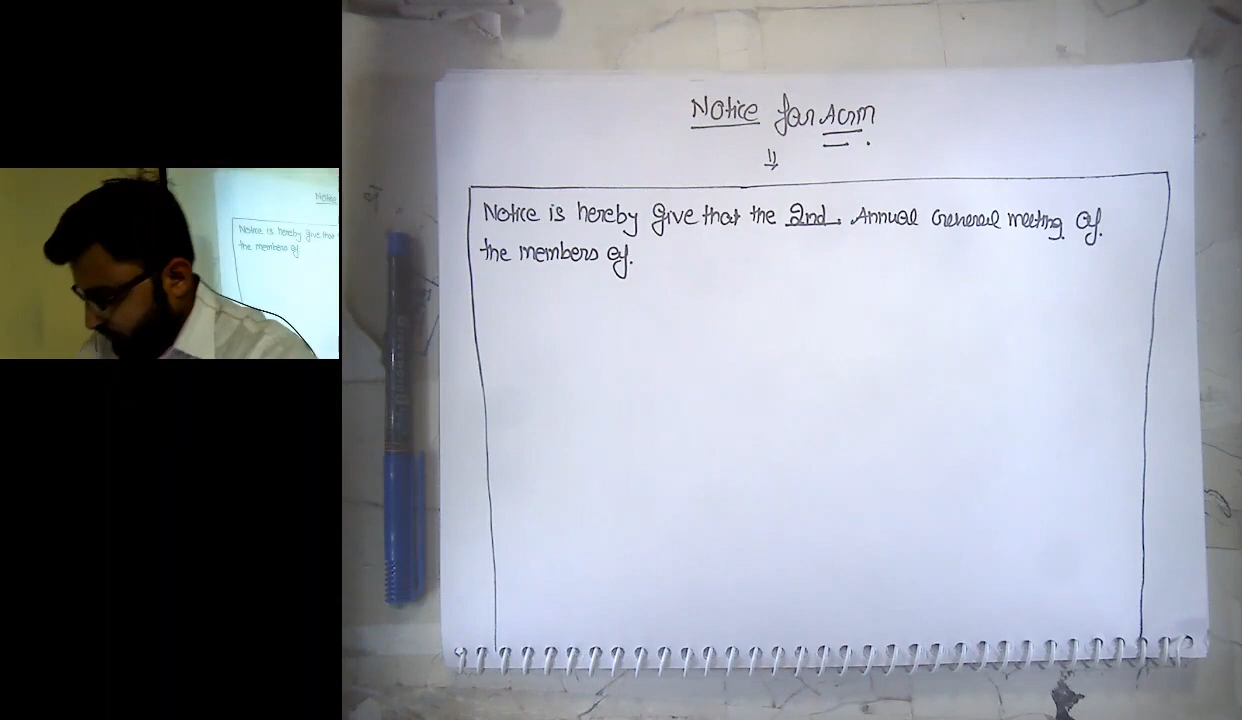 Notice for AGM.
Notice is hereby give that the 2nd. Annual General meeting of.
the members of.